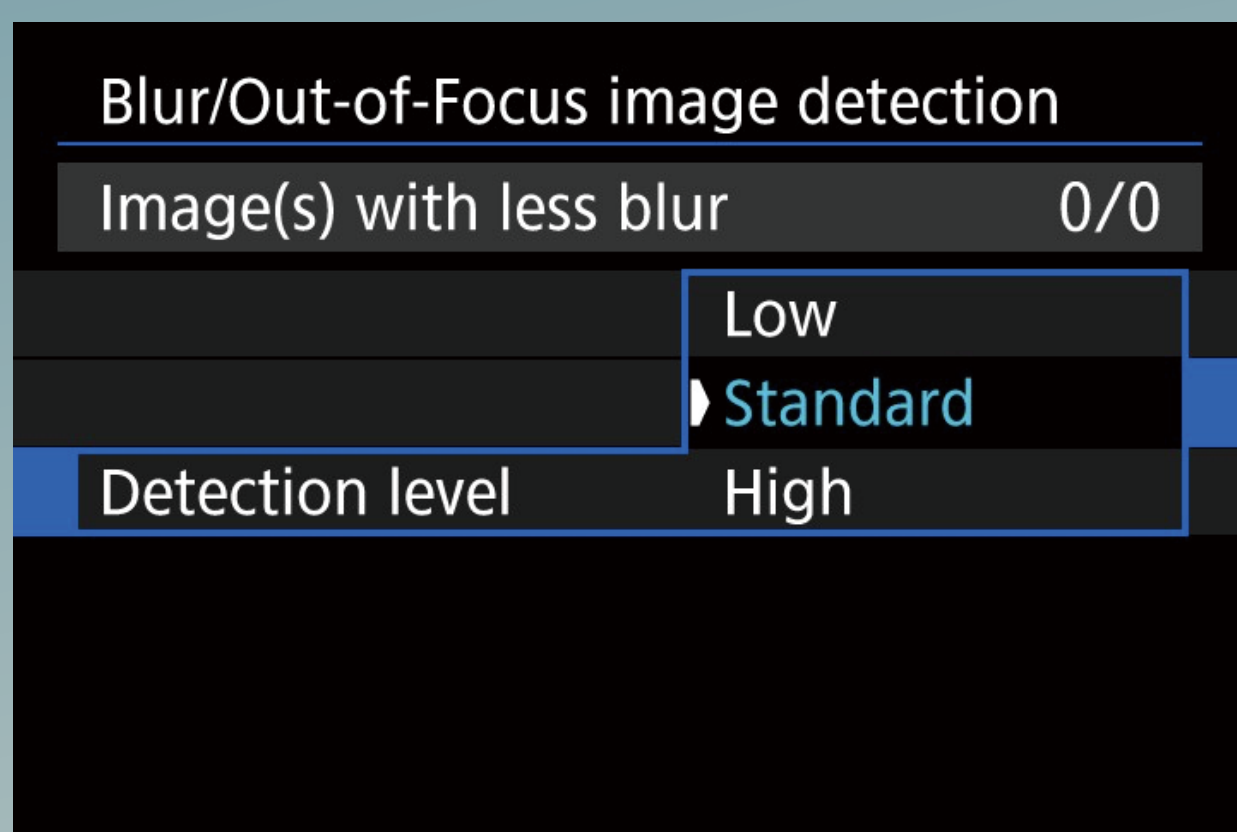 Blur/Out-of-Focus image detection
Image(s) with less blur 0/0
Low
Standard
Detection level High